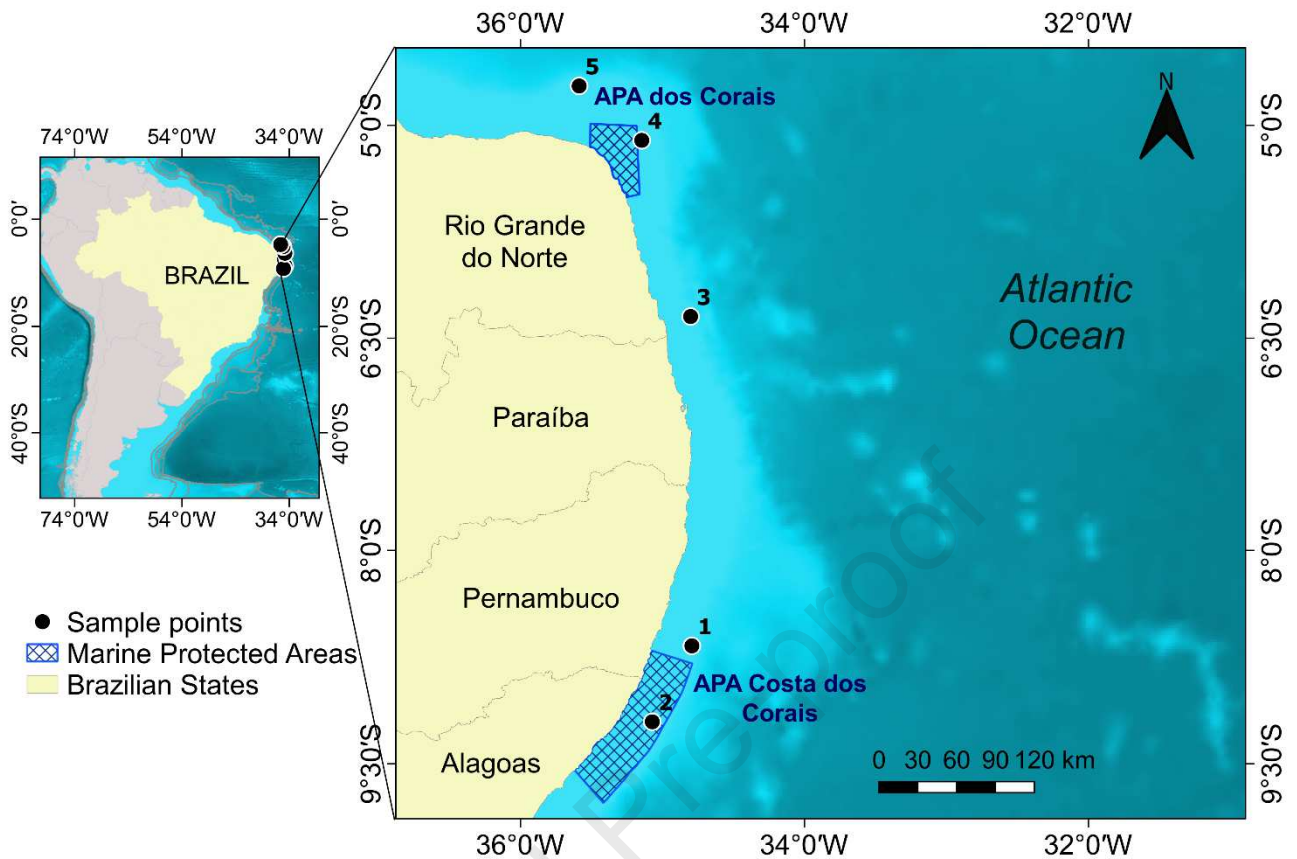 36°0′W 34°0′W 32°0′W
5
APA dos Corais
N
4
5°0′S
5°0′S
74°0′W 54°0′W 34°0′W
0°0′
0°0′
BRAZIL
20°0′S
20°0′S
40°0′S
40°0′S
74°0′W 54°0′W 34°0′W
Rio Grande
do Norte
3
Atlantic
Ocean
6°30′S
6°30′S
Paraíba
8°0′S
8°0′S
Pernambuco
1
APA Costa dos
Corais
2
Alagoas
9°30′S
9°30′S
0 30 60 90 120 km
36°0′W 34°0′W 32°0′W
Sample points
Marine Protected Areas
Brazilian States
Preproof